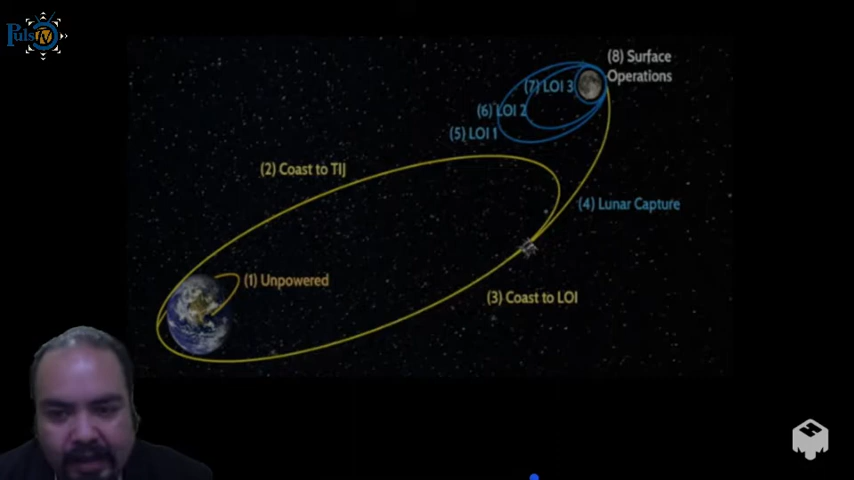 Puls TV
(8) Surface
Operations
(7) LOI 3
(6) LOI 2
(5) LOI 1
(2) Coast to TIJ
(4) Lunar Capture
(1) Unpowered
(3) Coast to LOI